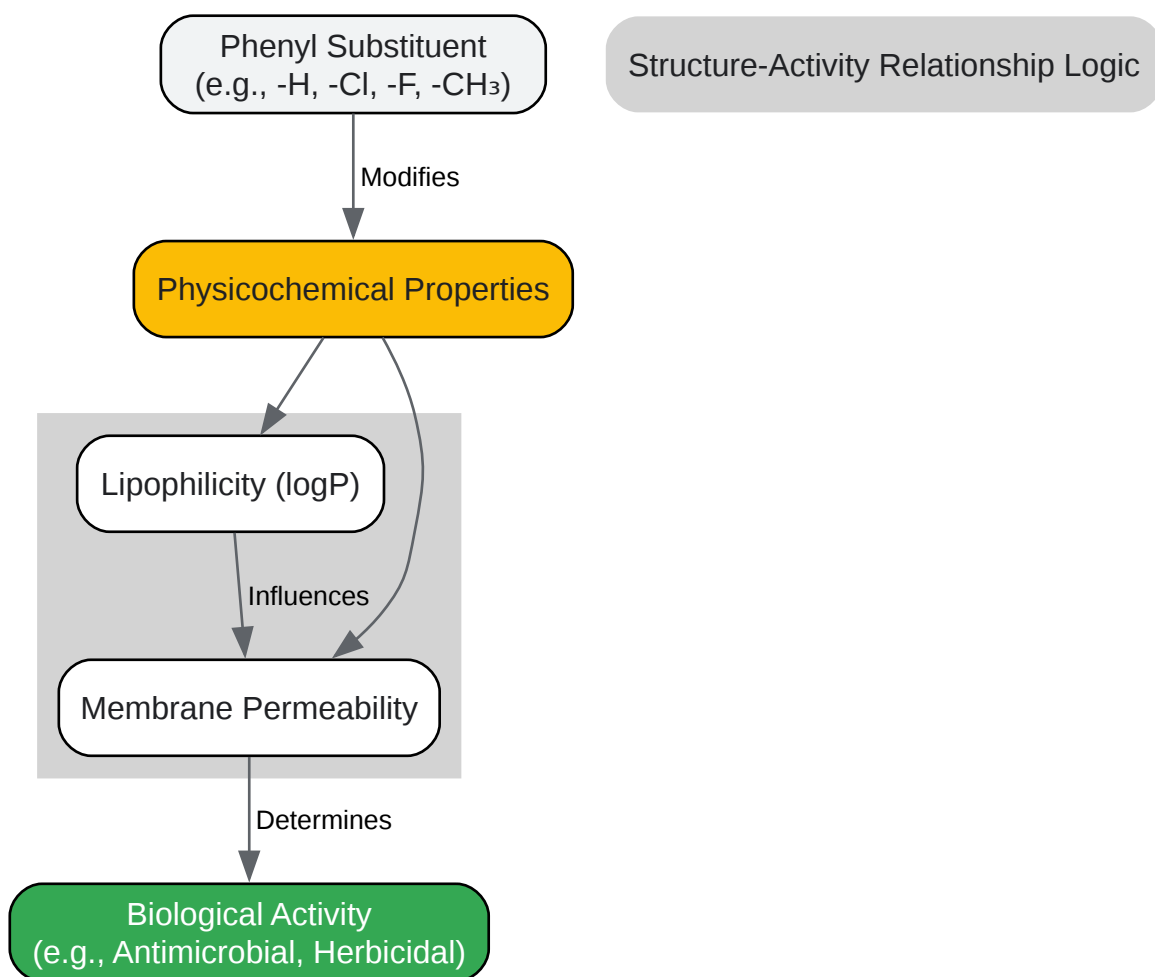 Phenyl Substituent
(e.g., -H, -Cl, -F, -CH₃)
Structure-Activity Relationship Logic
Modifies
Physicochemical Properties
Lipophilicity (logP)
Influences
Membrane Permeability
Determines
Biological Activity
(e.g., Antimicrobial, Herbicidal)